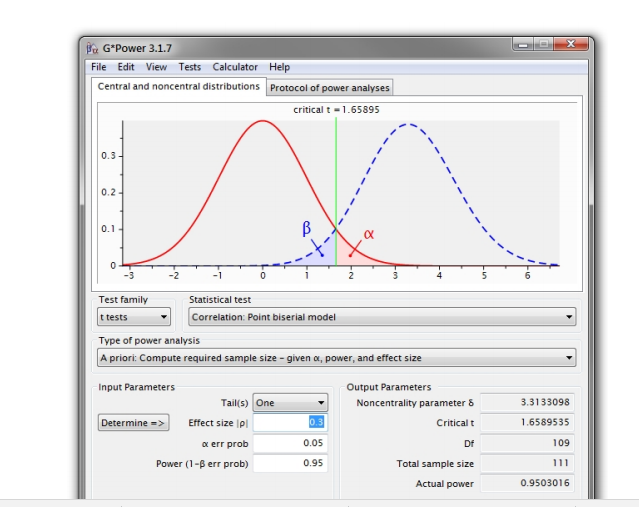 G*Power 3.1.7
File Edit View Tests Calculator Help
Central and noncentral distributions Protocol of power analyses
critical t = 1.65895
0.3
0.2
0.1
0
β α
-3 -2 -1 0 1 2 3 4 5 6
Test family Statistical test
t tests Correlation: Point biserial model
Type of power analysis
A priori: Compute required sample size - given α, power, and effect size
Input Parameters Output Parameters
Tail(s) One Noncentrality parameter δ 3.3133098
Determine => Effect size |ρ| 0.3 Critical t 1.6589535
α err prob 0.05 Df 109
Power (1-β err prob) 0.95 Total sample size 111
Actual power 0.9503016